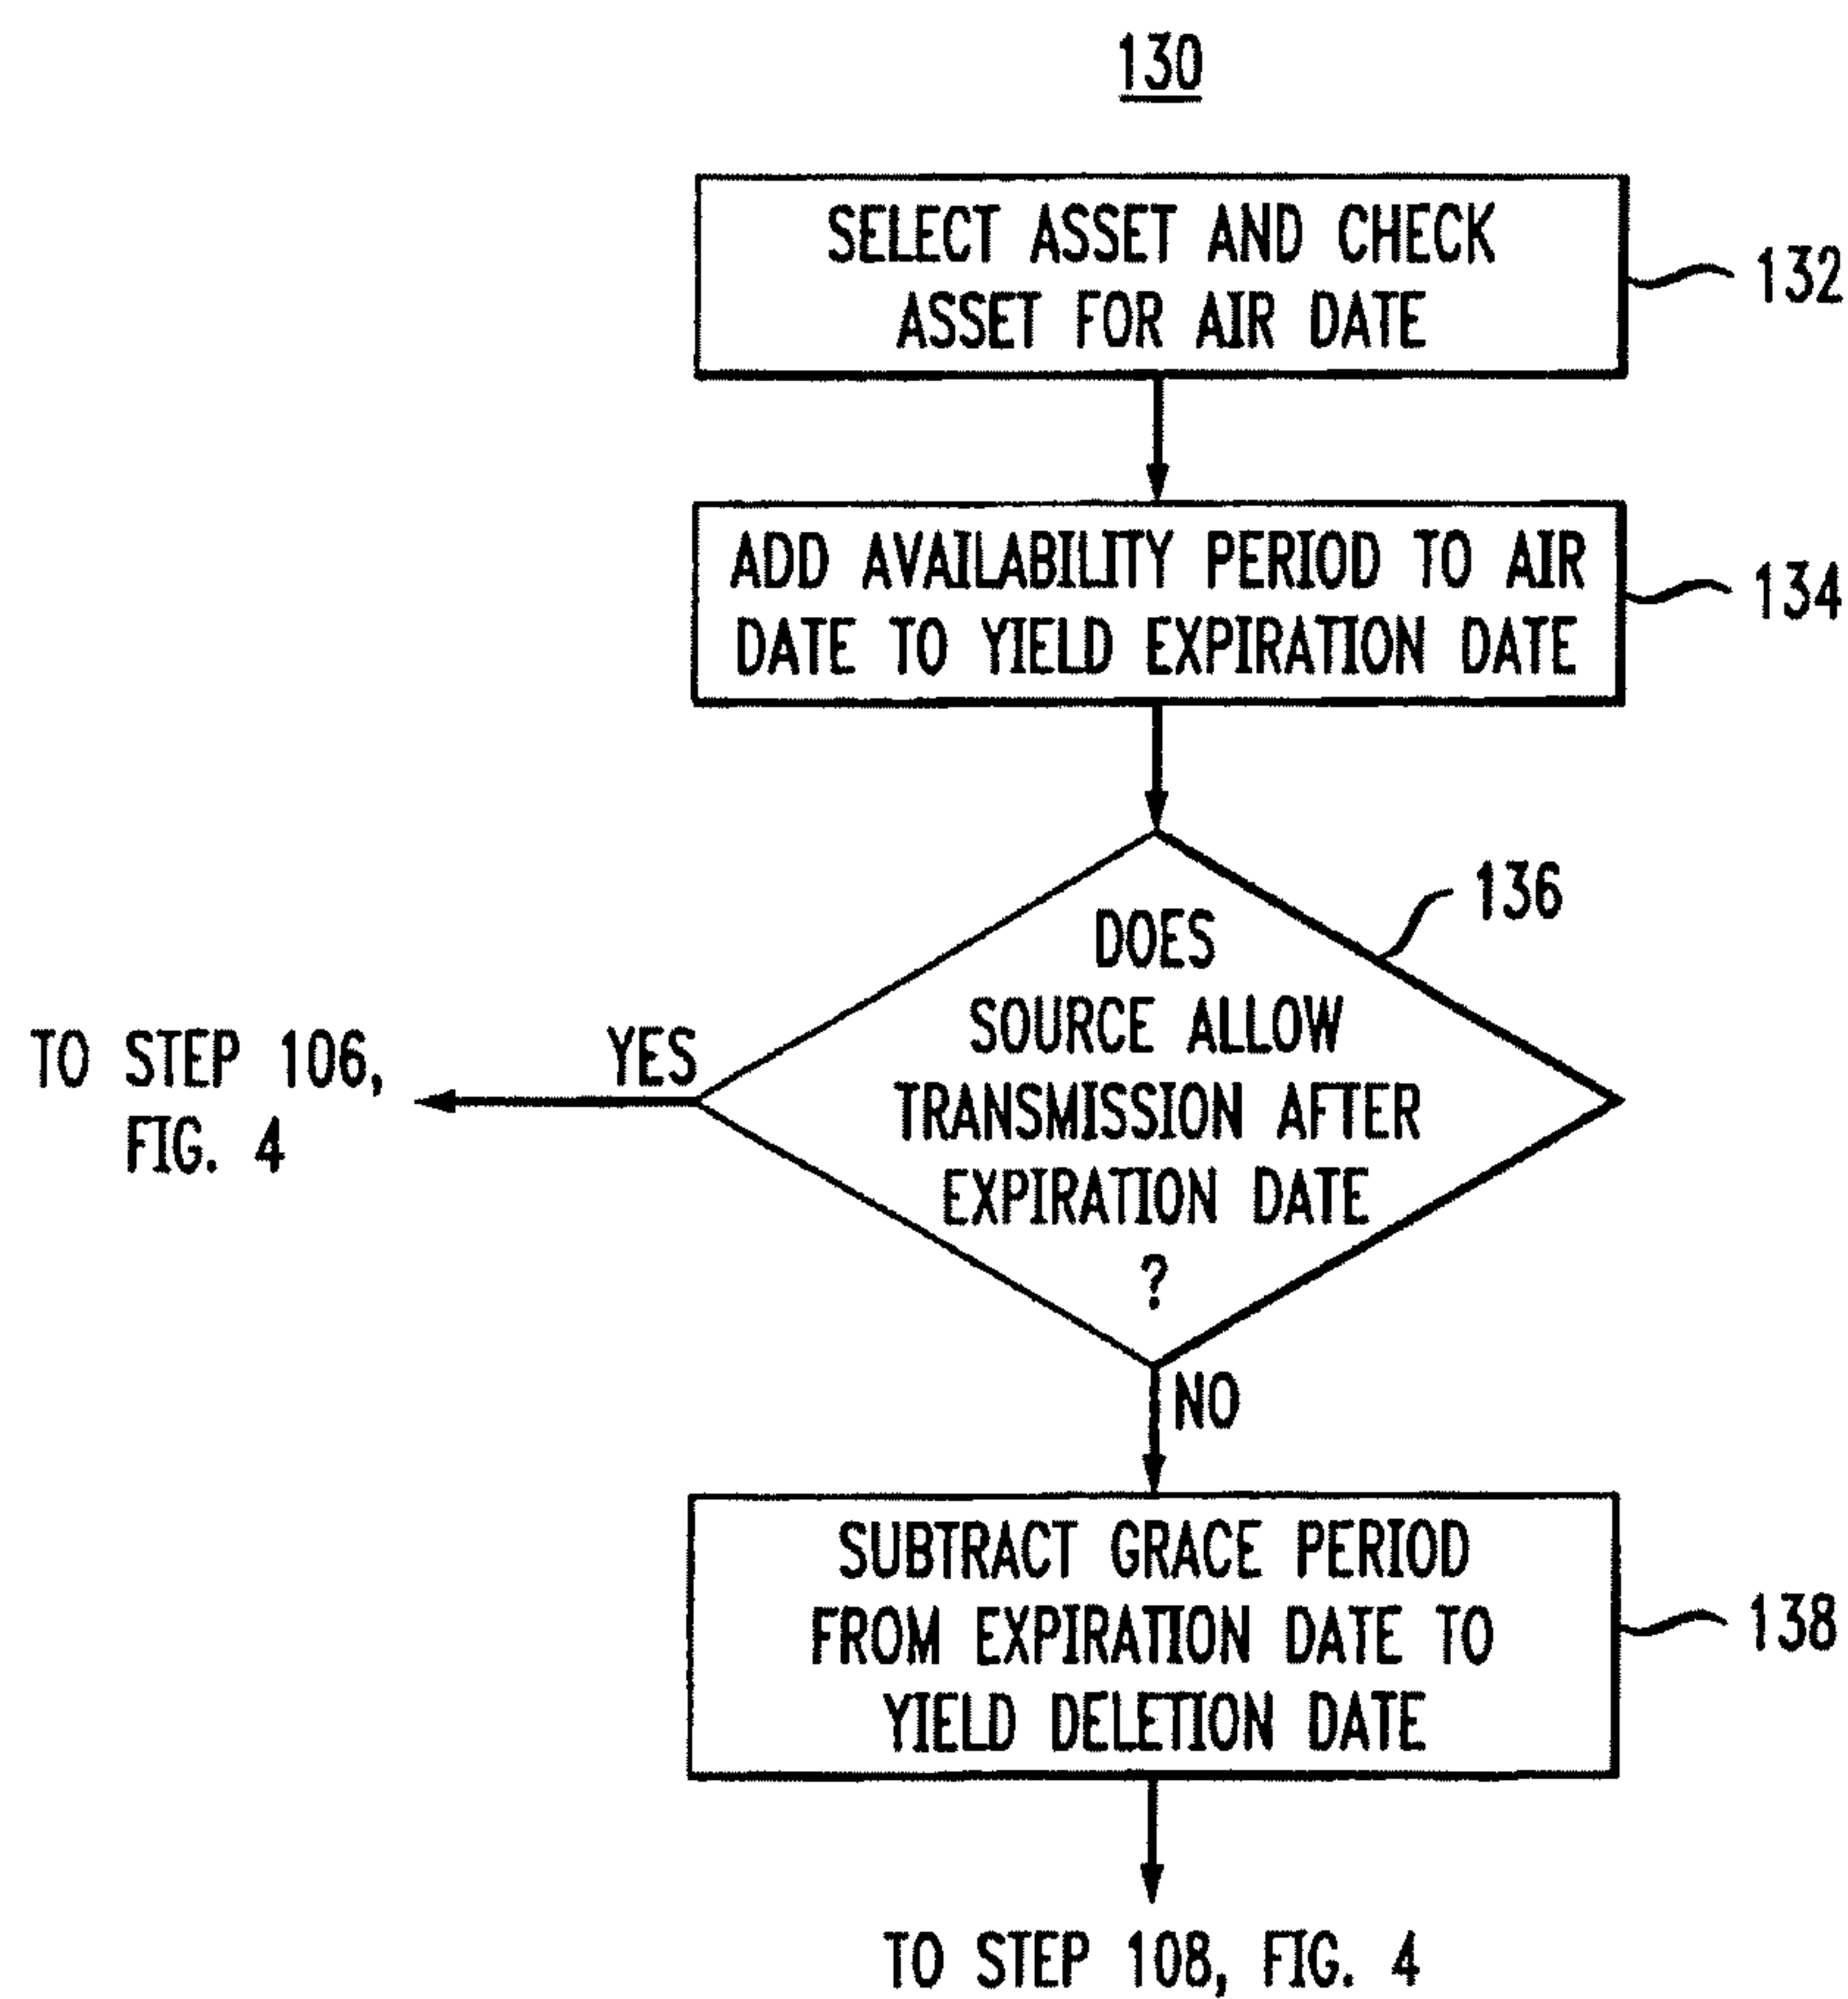 130
SELECT ASSET AND CHECK
ASSET FOR AIR DATE
132
ADD AVAILABILITY PERIOD TO AIR
DATE TO YIELD EXPIRATION DATE
134
136
DOES
SOURCE ALLOW
TRANSMISSION AFTER
EXPIRATION DATE
?
YES
TO STEP 106,
FIG. 4
NO
SUBTRACT GRACE PERIOD
FROM EXPIRATION DATE TO
YIELD DELETION DATE
138
TO STEP 108, FIG. 4